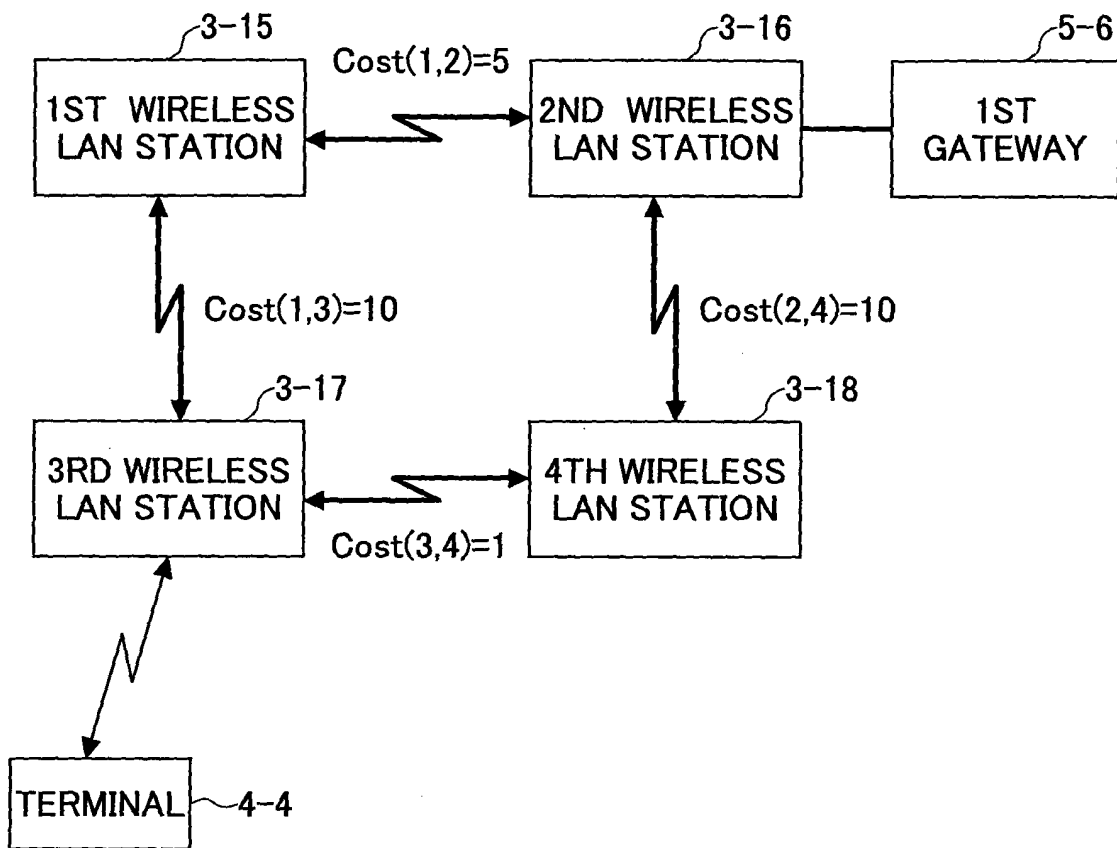 3-15
3-16
5-6
Cost(1,2)=5
1ST WIRELESS
LAN STATION
2ND WIRELESS
LAN STATION
1ST
GATEWAY
Cost(1,3)=10
Cost(2,4)=10
3-17
3-18
3RD WIRELESS
LAN STATION
4TH WIRELESS
LAN STATION
Cost(3,4)=1
TERMINAL
4-4